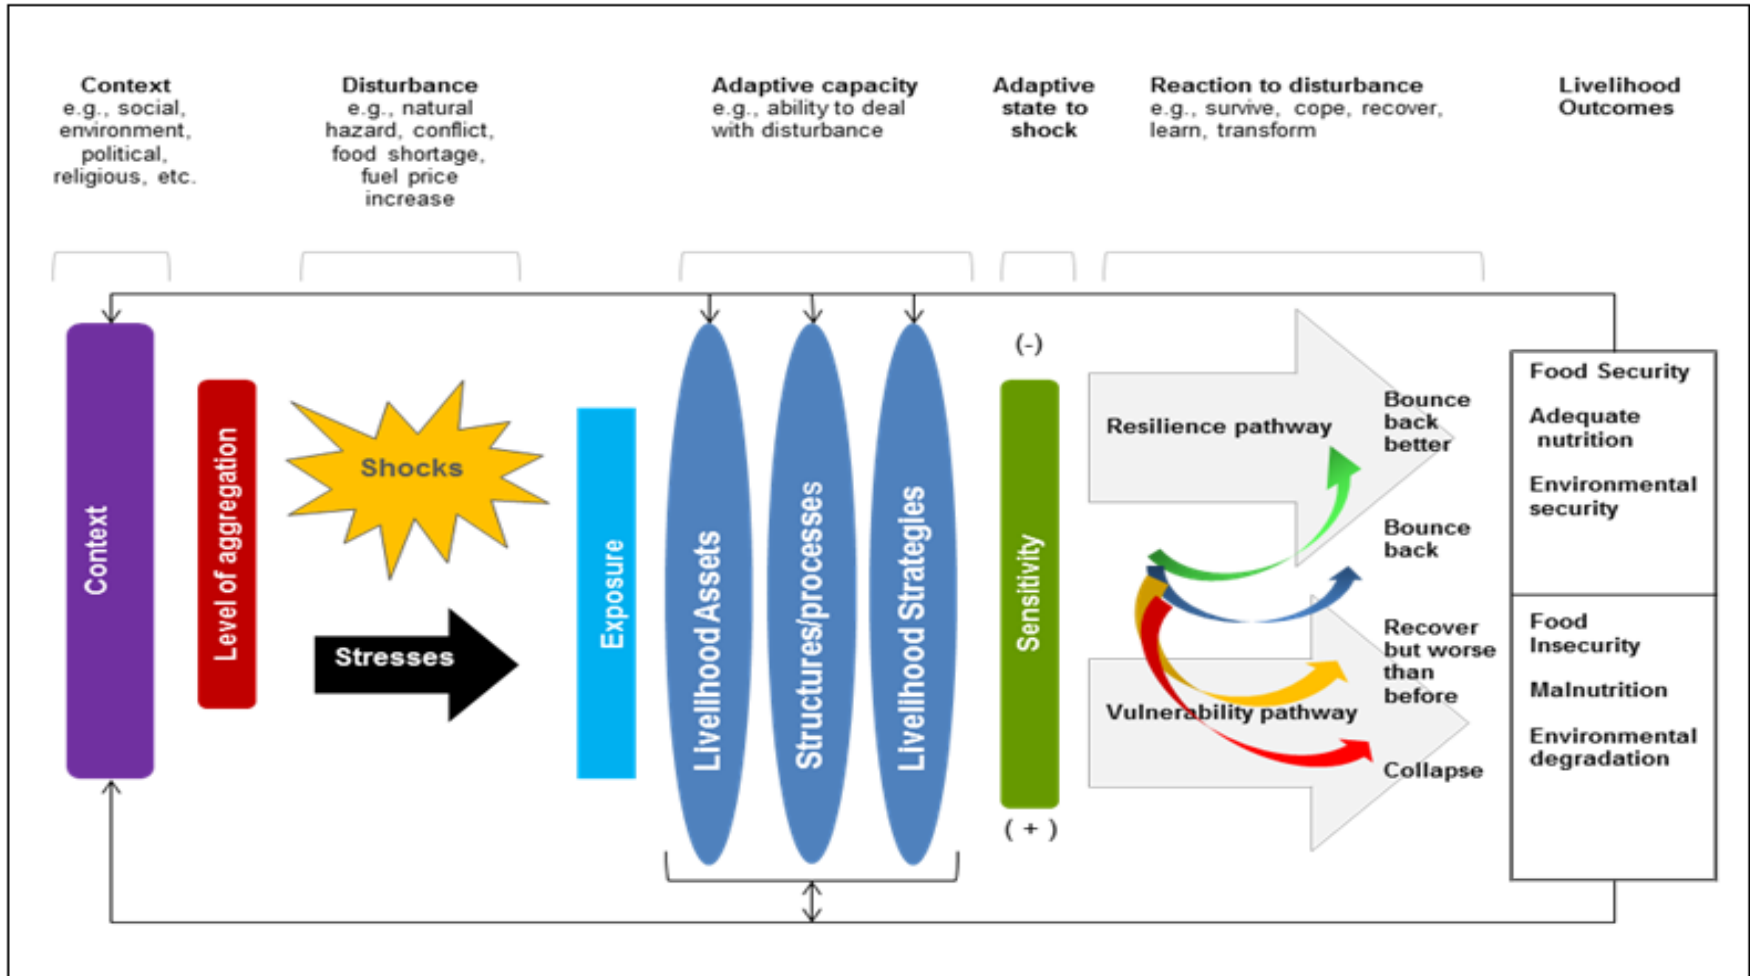 Context
e.g., social,
environment,
political,
religious, etc.
Disturbance
e.g., natural
hazard, conflict,
food shortage,
fuel price
increase
Adaptive capacity
e.g., ability to deal
with disturbance
Adaptive
state to
shock
Reaction to disturbance
e.g., survive, cope, recover,
learn, transform
Livelihood
Outcomes
Context
Level of aggregation
Shocks
Stresses
Exposure
Livelihood Assets
Structures/processes
Livelihood Strategies
(-)
Sensitivity
( + )
Resilience pathway
Bounce
back
better
Bounce
back
Recover
but worse
than
before
Vulnerability pathway
Collapse
Food Security
Adequate
nutrition
Environmental
security
Food
Insecurity
Malnutrition
Environmental
degradation